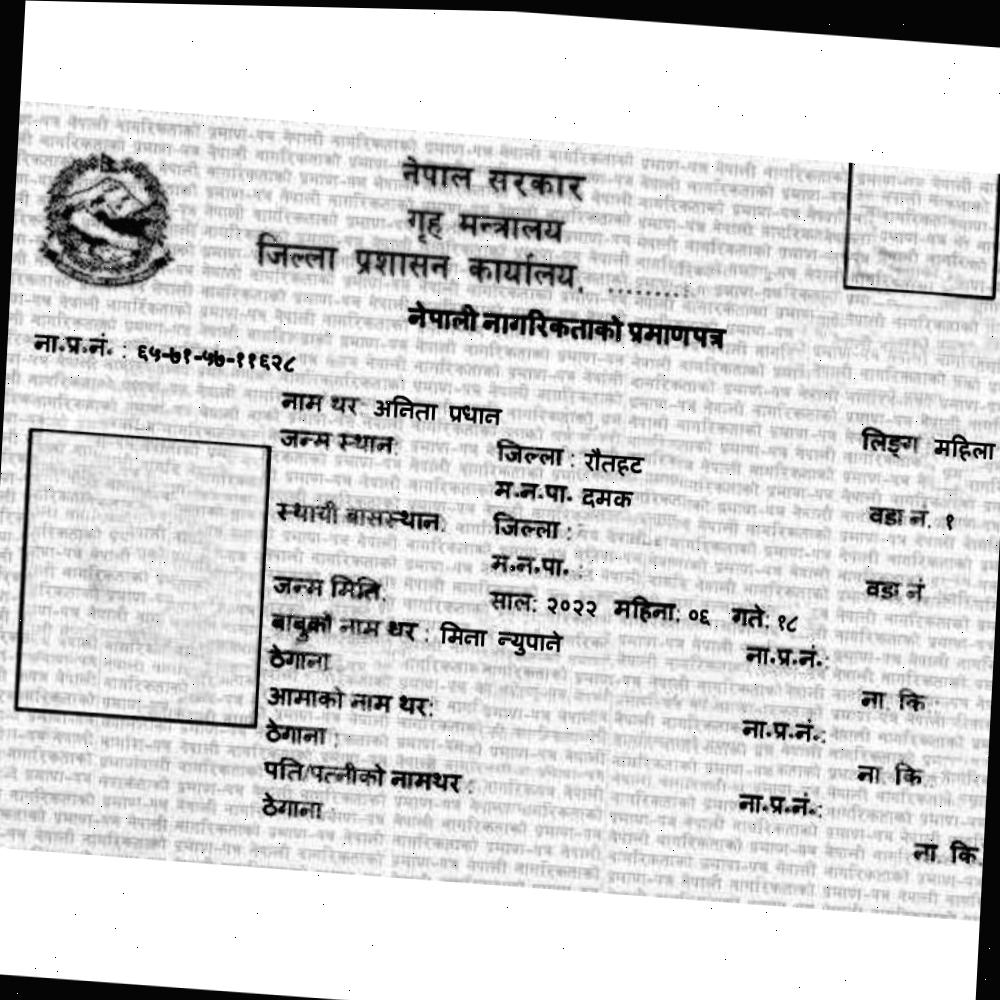 नेपाल सरकार
गृह मन्त्रालय
जिल्ला प्रशासन कार्यालय, .........
नेपाली नागरिकताको प्रमाणपत्र
ना.प्र.नं. : ६५-७१-५७-११६२८
नाम थर: अनिता प्रधान
लिङ्ग महिला
जन्म स्थान: जिल्ला : रौतहट
म.न.पा. दमक वडा नं. १
स्थायी बासस्थान: जिल्ला :
म.न.पा. : वडा नं.
जन्म मिति: साल: २०२२ महिना: ०६ गते: १८
बाबुको नाम थर : मिना न्युपाने ना.प्र.नं.:
ठेगाना : ना. कि. :
आमाको नाम थर: ना.प्र.नं.:
ठेगाना : ना. कि. :
पति/पत्नीको नामथर : ना.प्र.नं.:
ठेगाना : ना. कि.